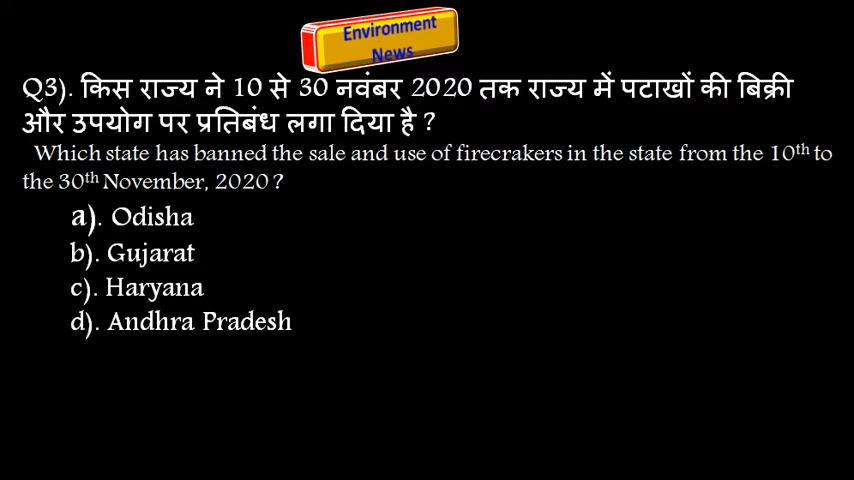 Environment
News
Q3). किस राज्य ने 10 से 30 नवंबर 2020 तक राज्य में पटाखों की बिक्री
और उपयोग पर प्रतिबंध लगा दिया है ?
Which state has banned the sale and use of firecrakers in the state from the 10th to
the 30th November, 2020 ?
a). Odisha
b). Gujarat
c). Haryana
d). Andhra Pradesh